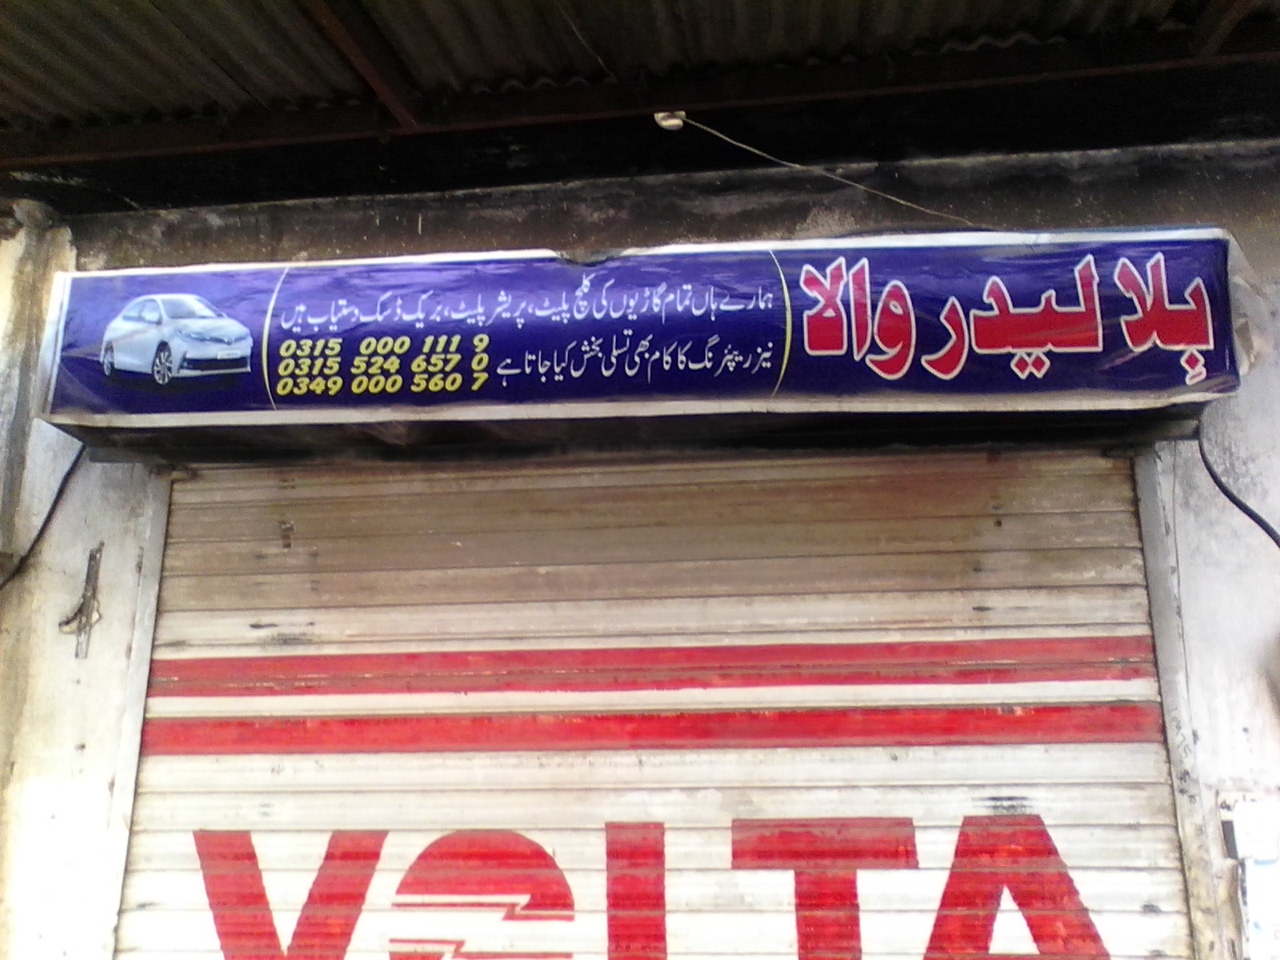 بِلا لیدر والا
ہمارے ہاں تمام گاڑیوں کی کلچ پلیٹ، پریشر پلیٹ، بریک ڈسک دستیاب ہیں
نیز ریپئرنگ کا کام بھی تسلی بخش کیا جاتا ہے
0315 000 111 9
0315 524 657 0
0349 000 560 7
VOLTA